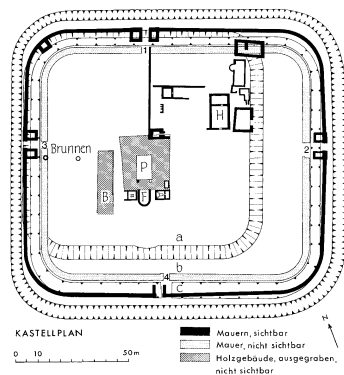 1
H
3
Brunnen
2
P
B
F
a
b
4
c
N
KASTELLPLAN
0 10 50m
Mauern, sichtbar
Mauer, nicht sichtbar
Holzgebäude, ausgegraben,
nicht sichtbar